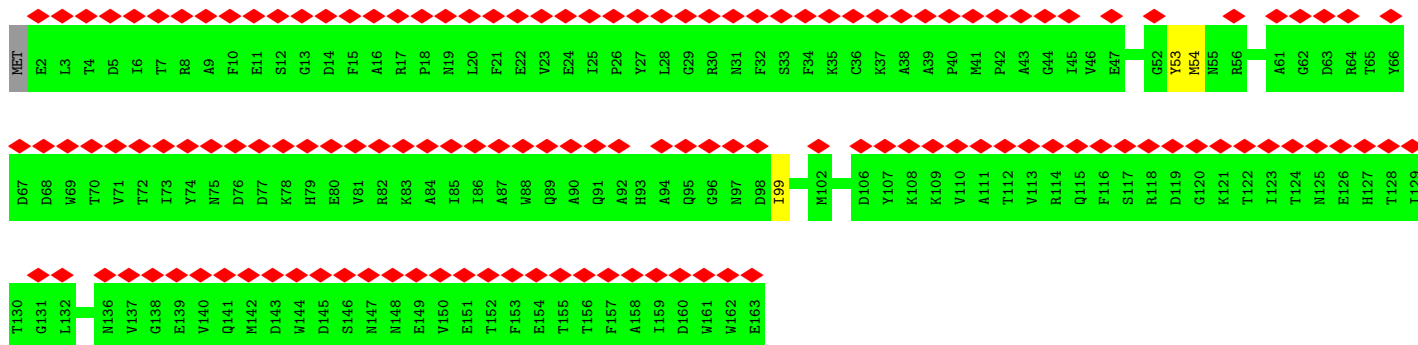 MET E2 L3 T4 D5 I6 T7 R8 A9 F10 E11 S12 G13 D14 F15 A16 R17 P18 N19 L20 F21 E22 V23 E24 I25 P26 Y27 L28 G29 R30 N31 F32 S33 F34 K35 C36 K37 A38 A39 P40 M41 P42 A43 G44 I45 V46 E47 G52 Y53 M54 N55 R56 A61 G62 D63 R64 T65 Y66
D67 D68 W69 T70 V71 T72 I73 Y74 N75 D76 D77 K78 H79 E80 V81 R82 K83 A84 I85 I86 A87 W88 Q89 A90 Q91 A92 H93 A94 Q95 G96 N97 D98 I99 M102 D106 Y107 K108 K109 V110 A111 T112 V113 R114 Q115 F116 S117 R118 D119 G120 K121 T122 I123 T124 N125 E126 H127 T128 I129
T130 G131 L132 N136 V137 G138 E139 V140 Q141 M142 D143 W144 D145 S146 N147 N148 E149 V150 E151 T152 F153 E154 T155 T156 F157 A158 I159 D160 W161 W162 E163